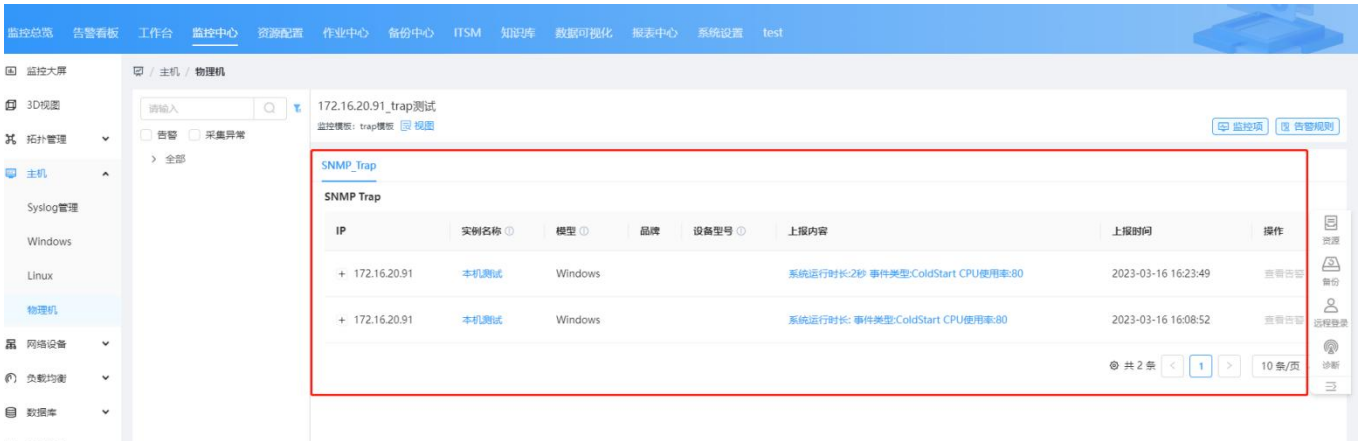 监控总览 告警看板 工作台 监控中心 资源配置 作业中心 备份中心 ITSM 知识库 数据可视化 报表中心 系统设置 test
监控大屏
/ 主机 / 物理机
3D视图
请输入
172.16.20.91_trap测试
监控模板: trap模板 视图
监控项 告警规则
拓扑管理
告警 采集异常
全部
主机
SNMP_Trap
Syslog管理
SNMP Trap
Windows
IP 实例名称 模型 品牌 设备型号 上报内容 上报时间 操作
资源
Linux
+ 172.16.20.91 本机测试 Windows 系统运行时长:2秒 事件类型:ColdStart CPU使用率:80 2023-03-16 16:23:49 查看告警
备份
物理机
+ 172.16.20.91 本机测试 Windows 系统运行时长: 事件类型:ColdStart CPU使用率:80 2023-03-16 16:08:52 查看告警
远程登录
网络设备
共 2 条 < 1 > 10 条/页
诊断
负载均衡
数据库